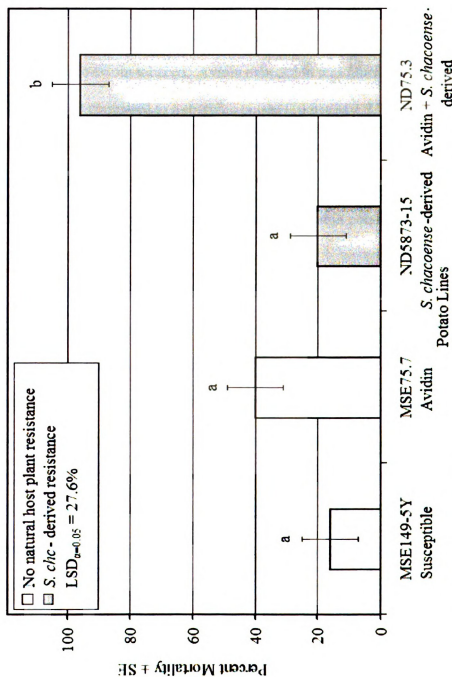 No natural host plant resistance
S. chc - derived resistance
LSDα=0.05 = 27.6%
Percent Mortality ± SE
100
80
60
40
20
0
a
a
a
b
MSE149-5Y
Susceptible
MSE75.7
Avidin
ND5873-15
S. chacoense -derived
ND75.3
Avidin + S. chacoense-
derived
Potato Lines